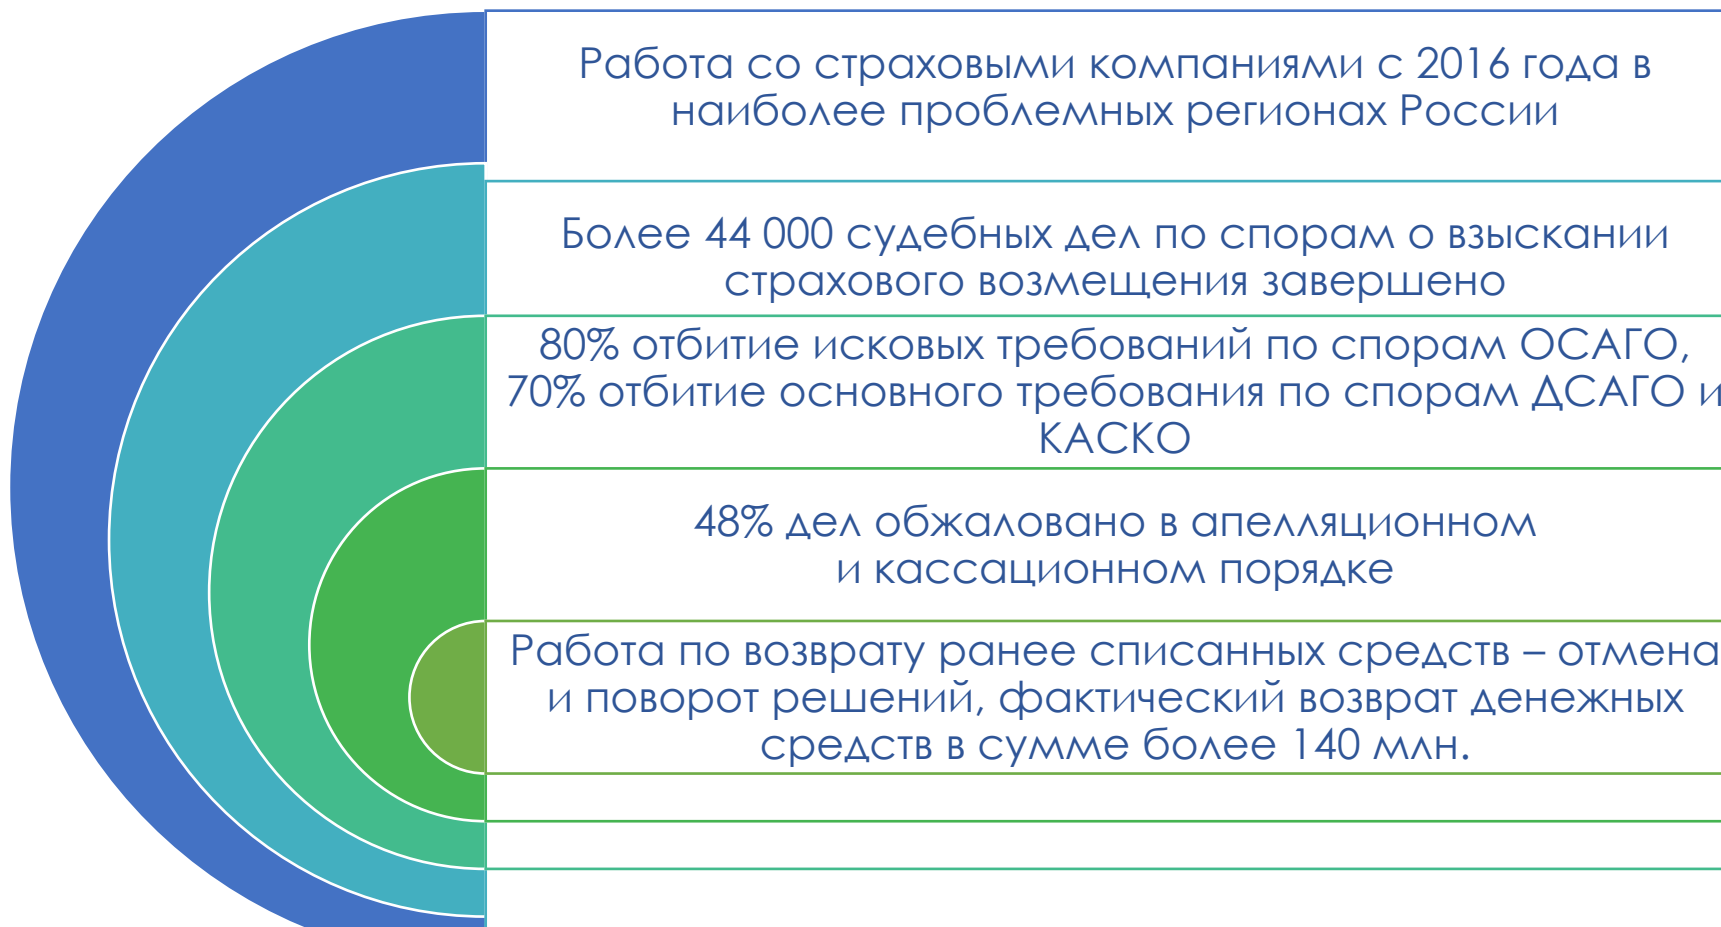 Работа со страховыми компаниями с 2016 года в
наиболее проблемных регионах России
Более 44 000 судебных дел по спорам о взыскании
страхового возмещения завершено
80% отбитие исковых требований по спорам ОСАГО,
70% отбитие основного требования по спорам ДСАГО и
КАСКО
48% дел обжаловано в апелляционном
и кассационном порядке
Работа по возврату ранее списанных средств – отмена
и поворот решений, фактический возврат денежных
средств в сумме более 140 млн.